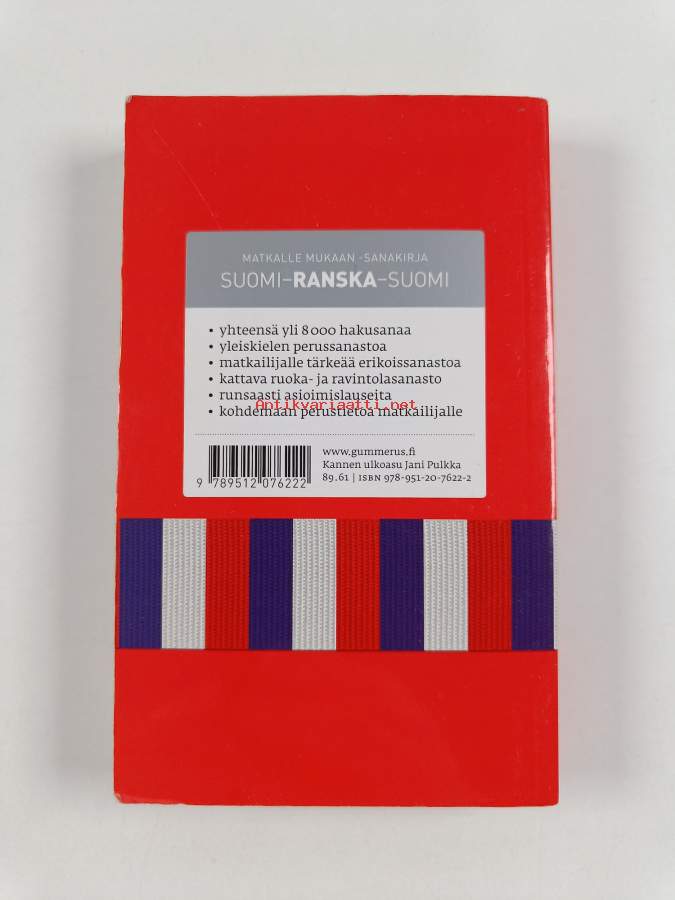 MATKALLE MUKAAN -SANAKIRJA
SUOMI–RANSKA–SUOMI
• yhteensä yli 8 000 hakusanaa
• yleiskielen perussanastoa
• matkailijalle tärkeää erikoissanastoa
• kattava ruoka- ja ravintolasanasto
• runsaasti asioimislauseita
Antikvariaatti.net
• kohdemaan perustietoa matkailijalle
www.gummerus.fi
Kannen ulkoasu Jani Pulkka
89.61 | ISBN 978-951-20-7622-2
9 789512 076222